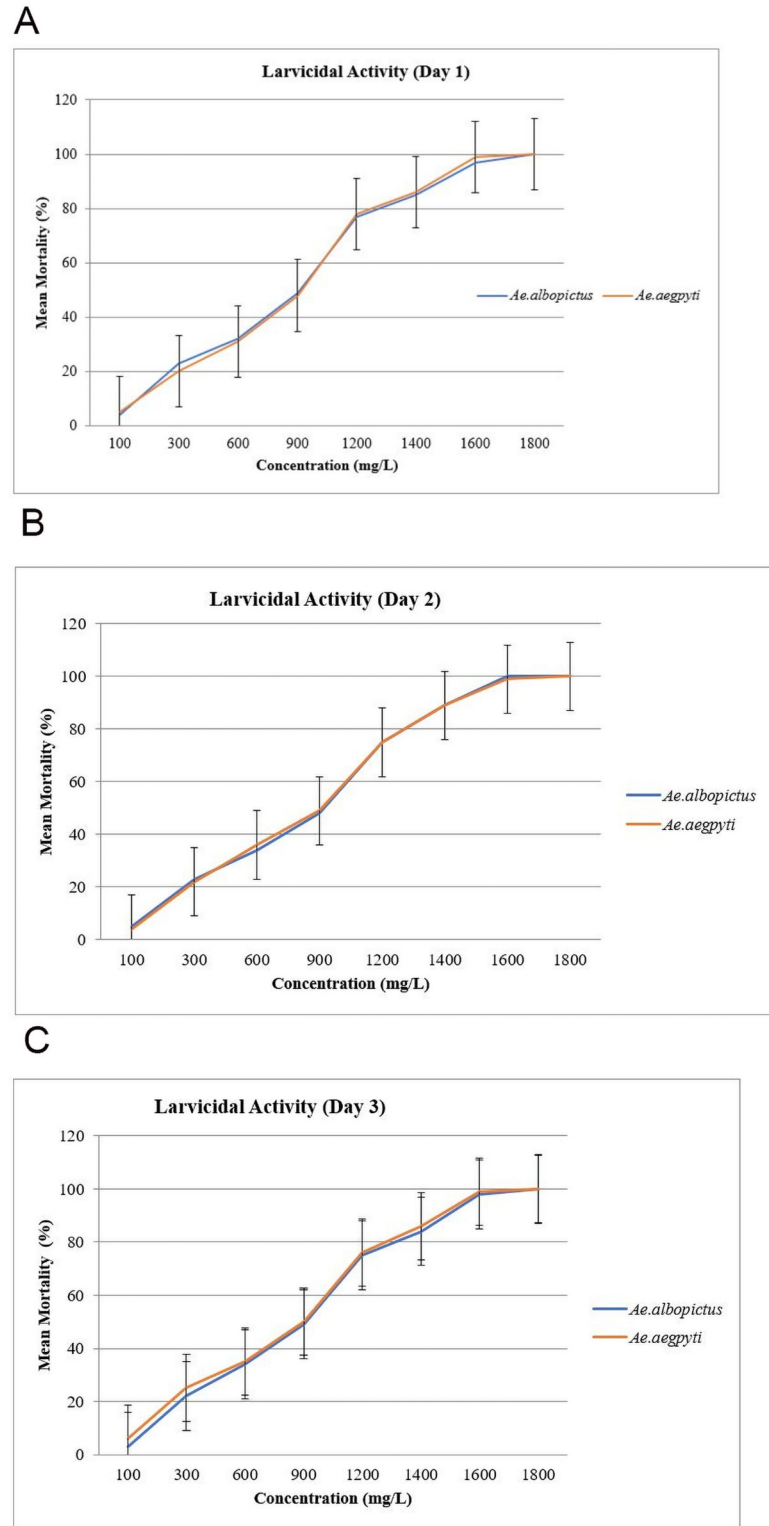 A
Larvicidal Activity (Day 1)
120
100
80
60
40
20
0
Mean Mortality (%)
Ae.albopictus
Ae.aegpyti
100 300 600 900 1200 1400 1600 1800
Concentration (mg/L)
B
Larvicidal Activity (Day 2)
120
100
80
60
40
20
0
Mean Mortality (%)
Ae.albopictus
Ae.aegpyti
100 300 600 900 1200 1400 1600 1800
Concentration (mg/L)
C
Larvicidal Activity (Day 3)
120
100
80
60
40
20
0
Mean Mortality (%)
Ae.albopictus
Ae.aegpyti
100 300 600 900 1200 1400 1600 1800
Concentration (mg/L)